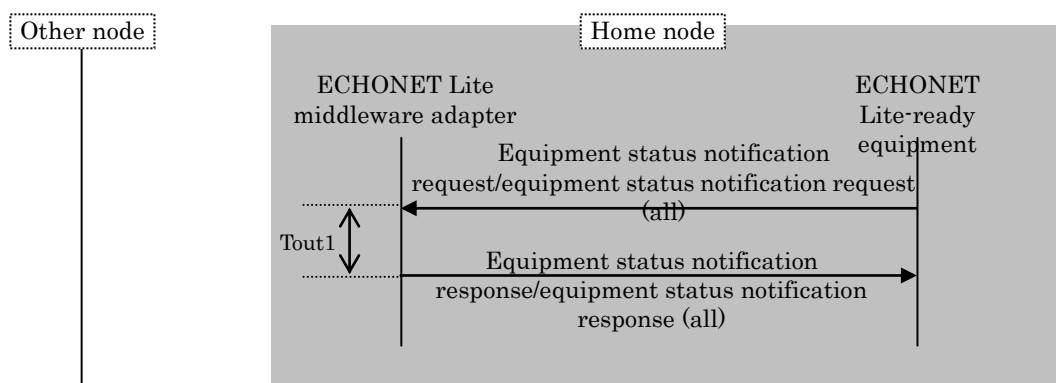 Other node
Home node
ECHONET Lite
middleware adapter
ECHONET
Lite-ready
equipment
Equipment status notification
request/equipment status notification request
(all)
Tout1
Equipment status notification
response/equipment status notification
response (all)